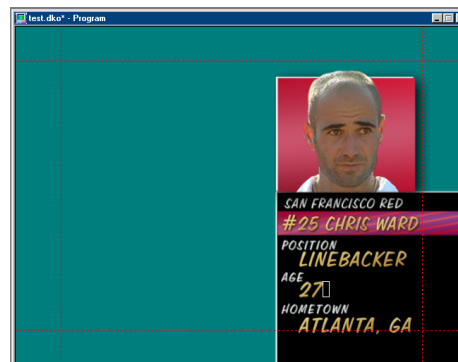 test.dko* - Program
SAN FRANCISCO RED
#25 CHRIS WARD
POSITION
LINEBACKER
AGE
27
HOMETOWN
ATLANTA, GA